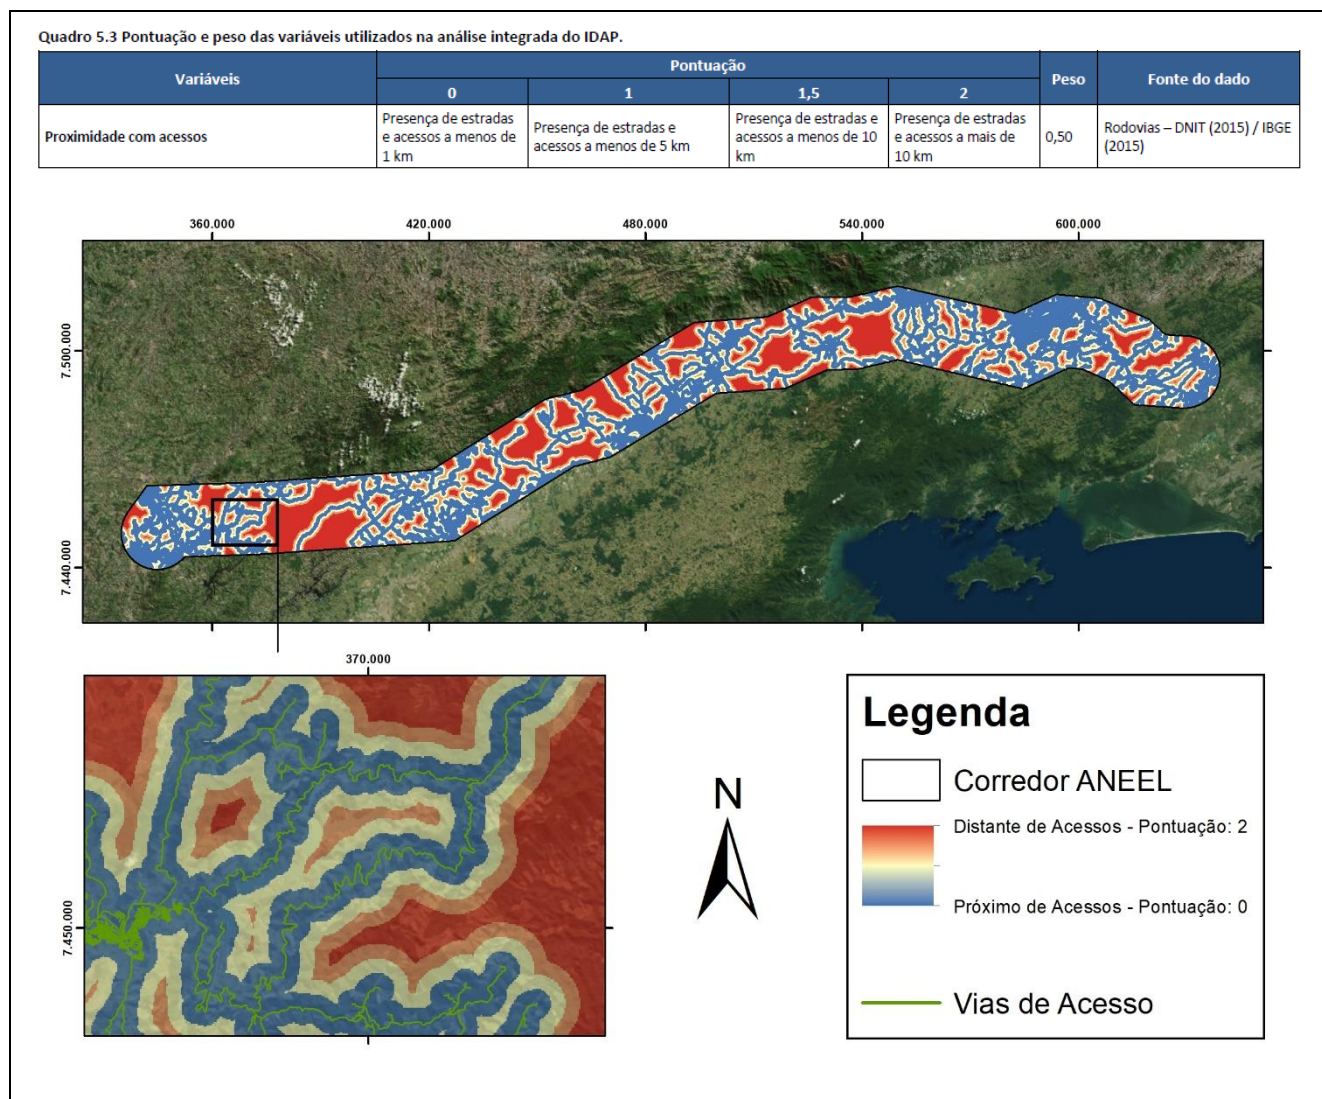 Quadro 5.3 Pontuação e peso das variáveis utilizados na análise integrada do IDAP.
Variáveis
Pontuação
Peso
Fonte do dado
0
1
1,5
2
Proximidade com acessos
Presença de estradas
e acessos a menos de
1 km
Presença de estradas e
acessos a menos de 5 km
Presença de estradas e
acessos a menos de 10
km
Presença de estradas
e acessos a mais de
10 km
0,50
Rodovias – DNIT (2015) / IBGE
(2015)
360.000
420.000
480.000
540.000
600.000
7.500.000
7.440.000
370.000
7.450.000
N
Legenda
Corredor ANEEL
Distante de Acessos - Pontuação: 2
Próximo de Acessos - Pontuação: 0
Vias de Acesso